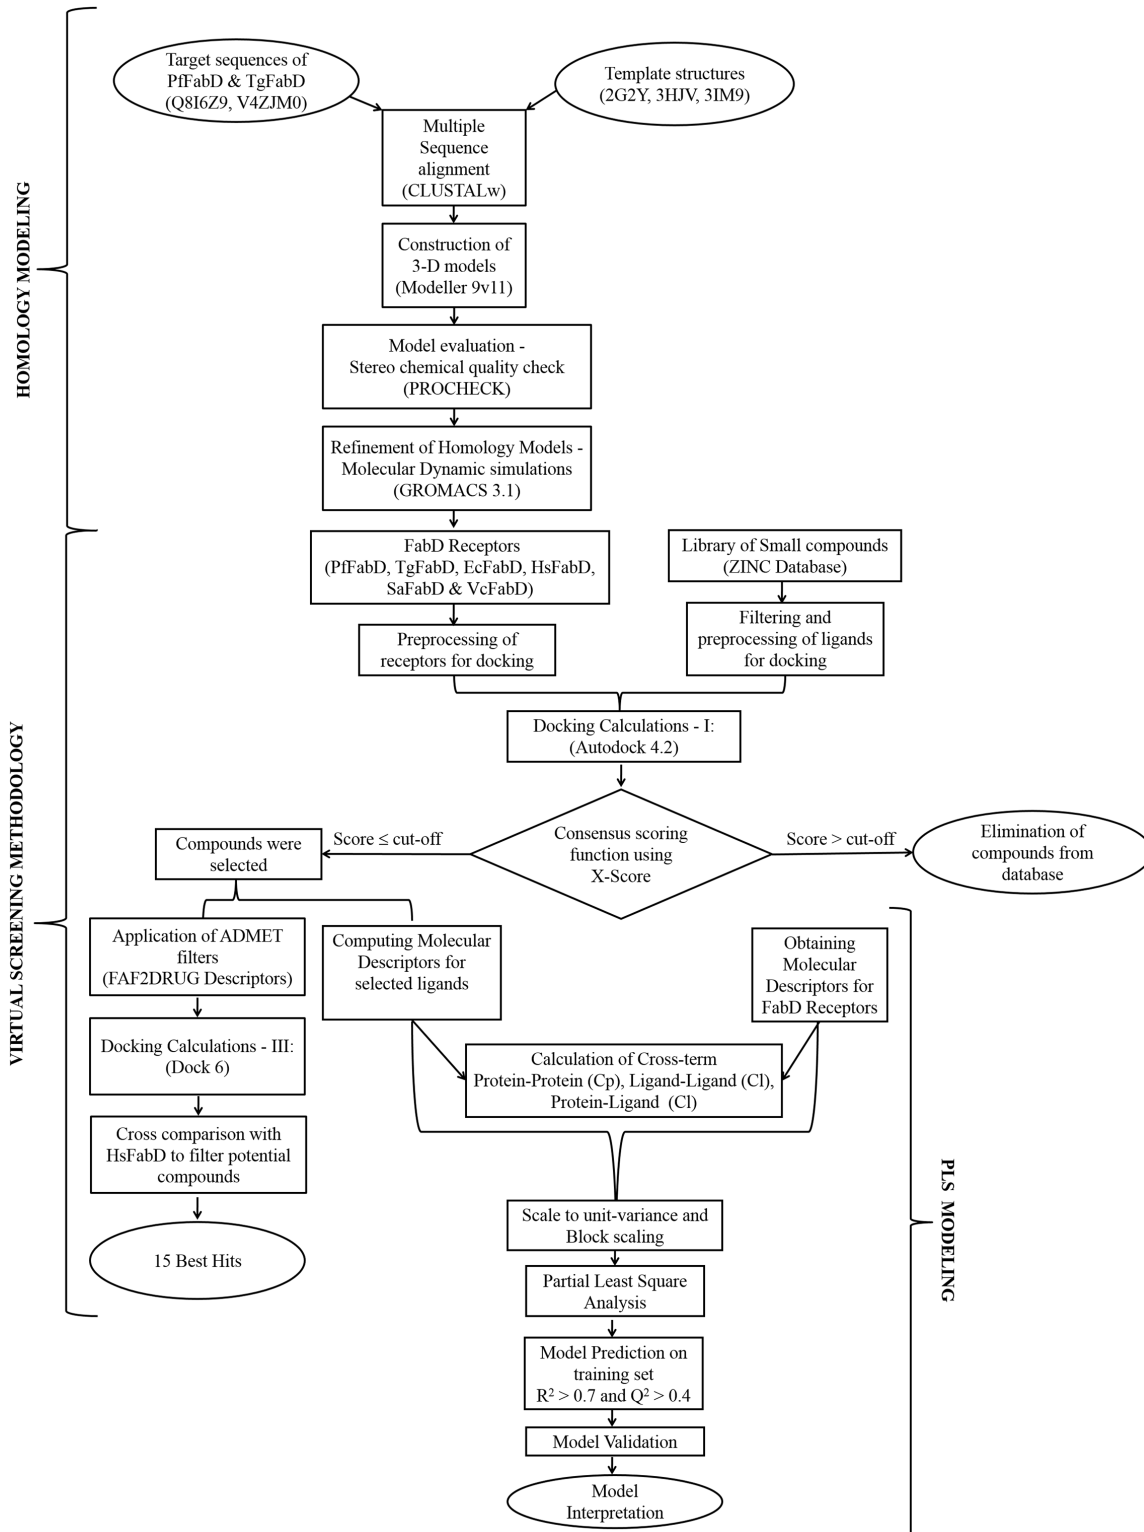 Target sequences of
PfFabD & TgFabD
(Q8I6Z9, V4ZJM0)
Template structures
(2G2Y, 3HJV, 3IM9)
Multiple
Sequence
alignment
(CLUSTALw)
Construction of
3-D models
(Modeller 9v11)
Model evaluation -
Stereo chemical quality check
(PROCHECK)
Refinement of Homology Models -
Molecular Dynamic simulations
(GROMACS 3.1)
HOMOLOGY MODELING
FabD Receptors
(PfFabD, TgFabD, EcFabD, HsFabD,
SaFabD & VcFabD)
Library of Small compounds
(ZINC Database)
Preprocessing of
receptors for docking
Filtering and
preprocessing of ligands
for docking
Docking Calculations - I:
(Autodock 4.2)
Consensus scoring
function using
X-Score
Score ≤ cut-off
Score > cut-off
Compounds were
selected
Elimination of
compounds from
database
Application of ADMET
filters
(FAF2DRUG Descriptors)
Computing Molecular
Descriptors for
selected ligands
Obtaining
Molecular
Descriptors for
FabD Receptors
Docking Calculations - III:
(Dock 6)
Calculation of Cross-term
Protein-Protein (Cp), Ligand-Ligand (Cl),
Protein-Ligand (Cl)
Cross comparison with
HsFabD to filter potential
compounds
15 Best Hits
VIRTUAL SCREENING METHODOLOGY
Scale to unit-variance and
Block scaling
Partial Least Square
Analysis
Model Prediction on
training set
R² > 0.7 and Q² > 0.4
Model Validation
Model
Interpretation
PLS MODELING